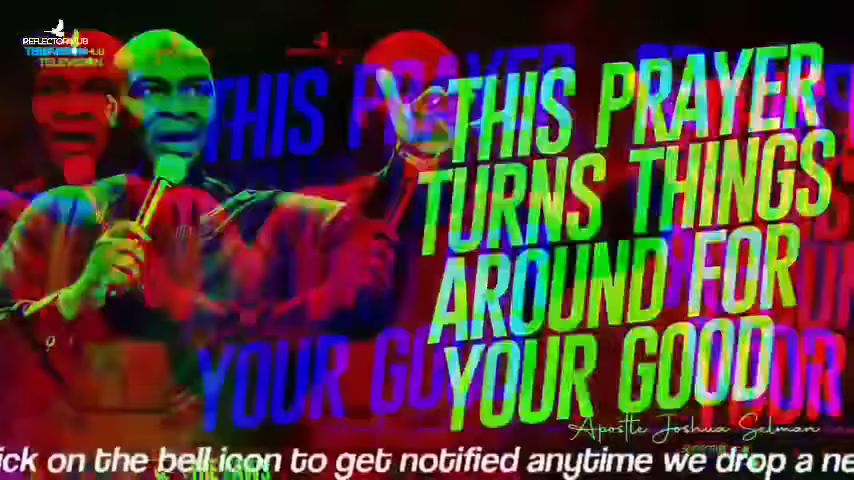 REFLECTOR HUB
TELEVISION
THIS PRAYER
TURNS THINGS
AROUND FOR
YOUR GOOD
Apostle Joshua Selman
ick on the bell icon to get notified anytime we drop a ne